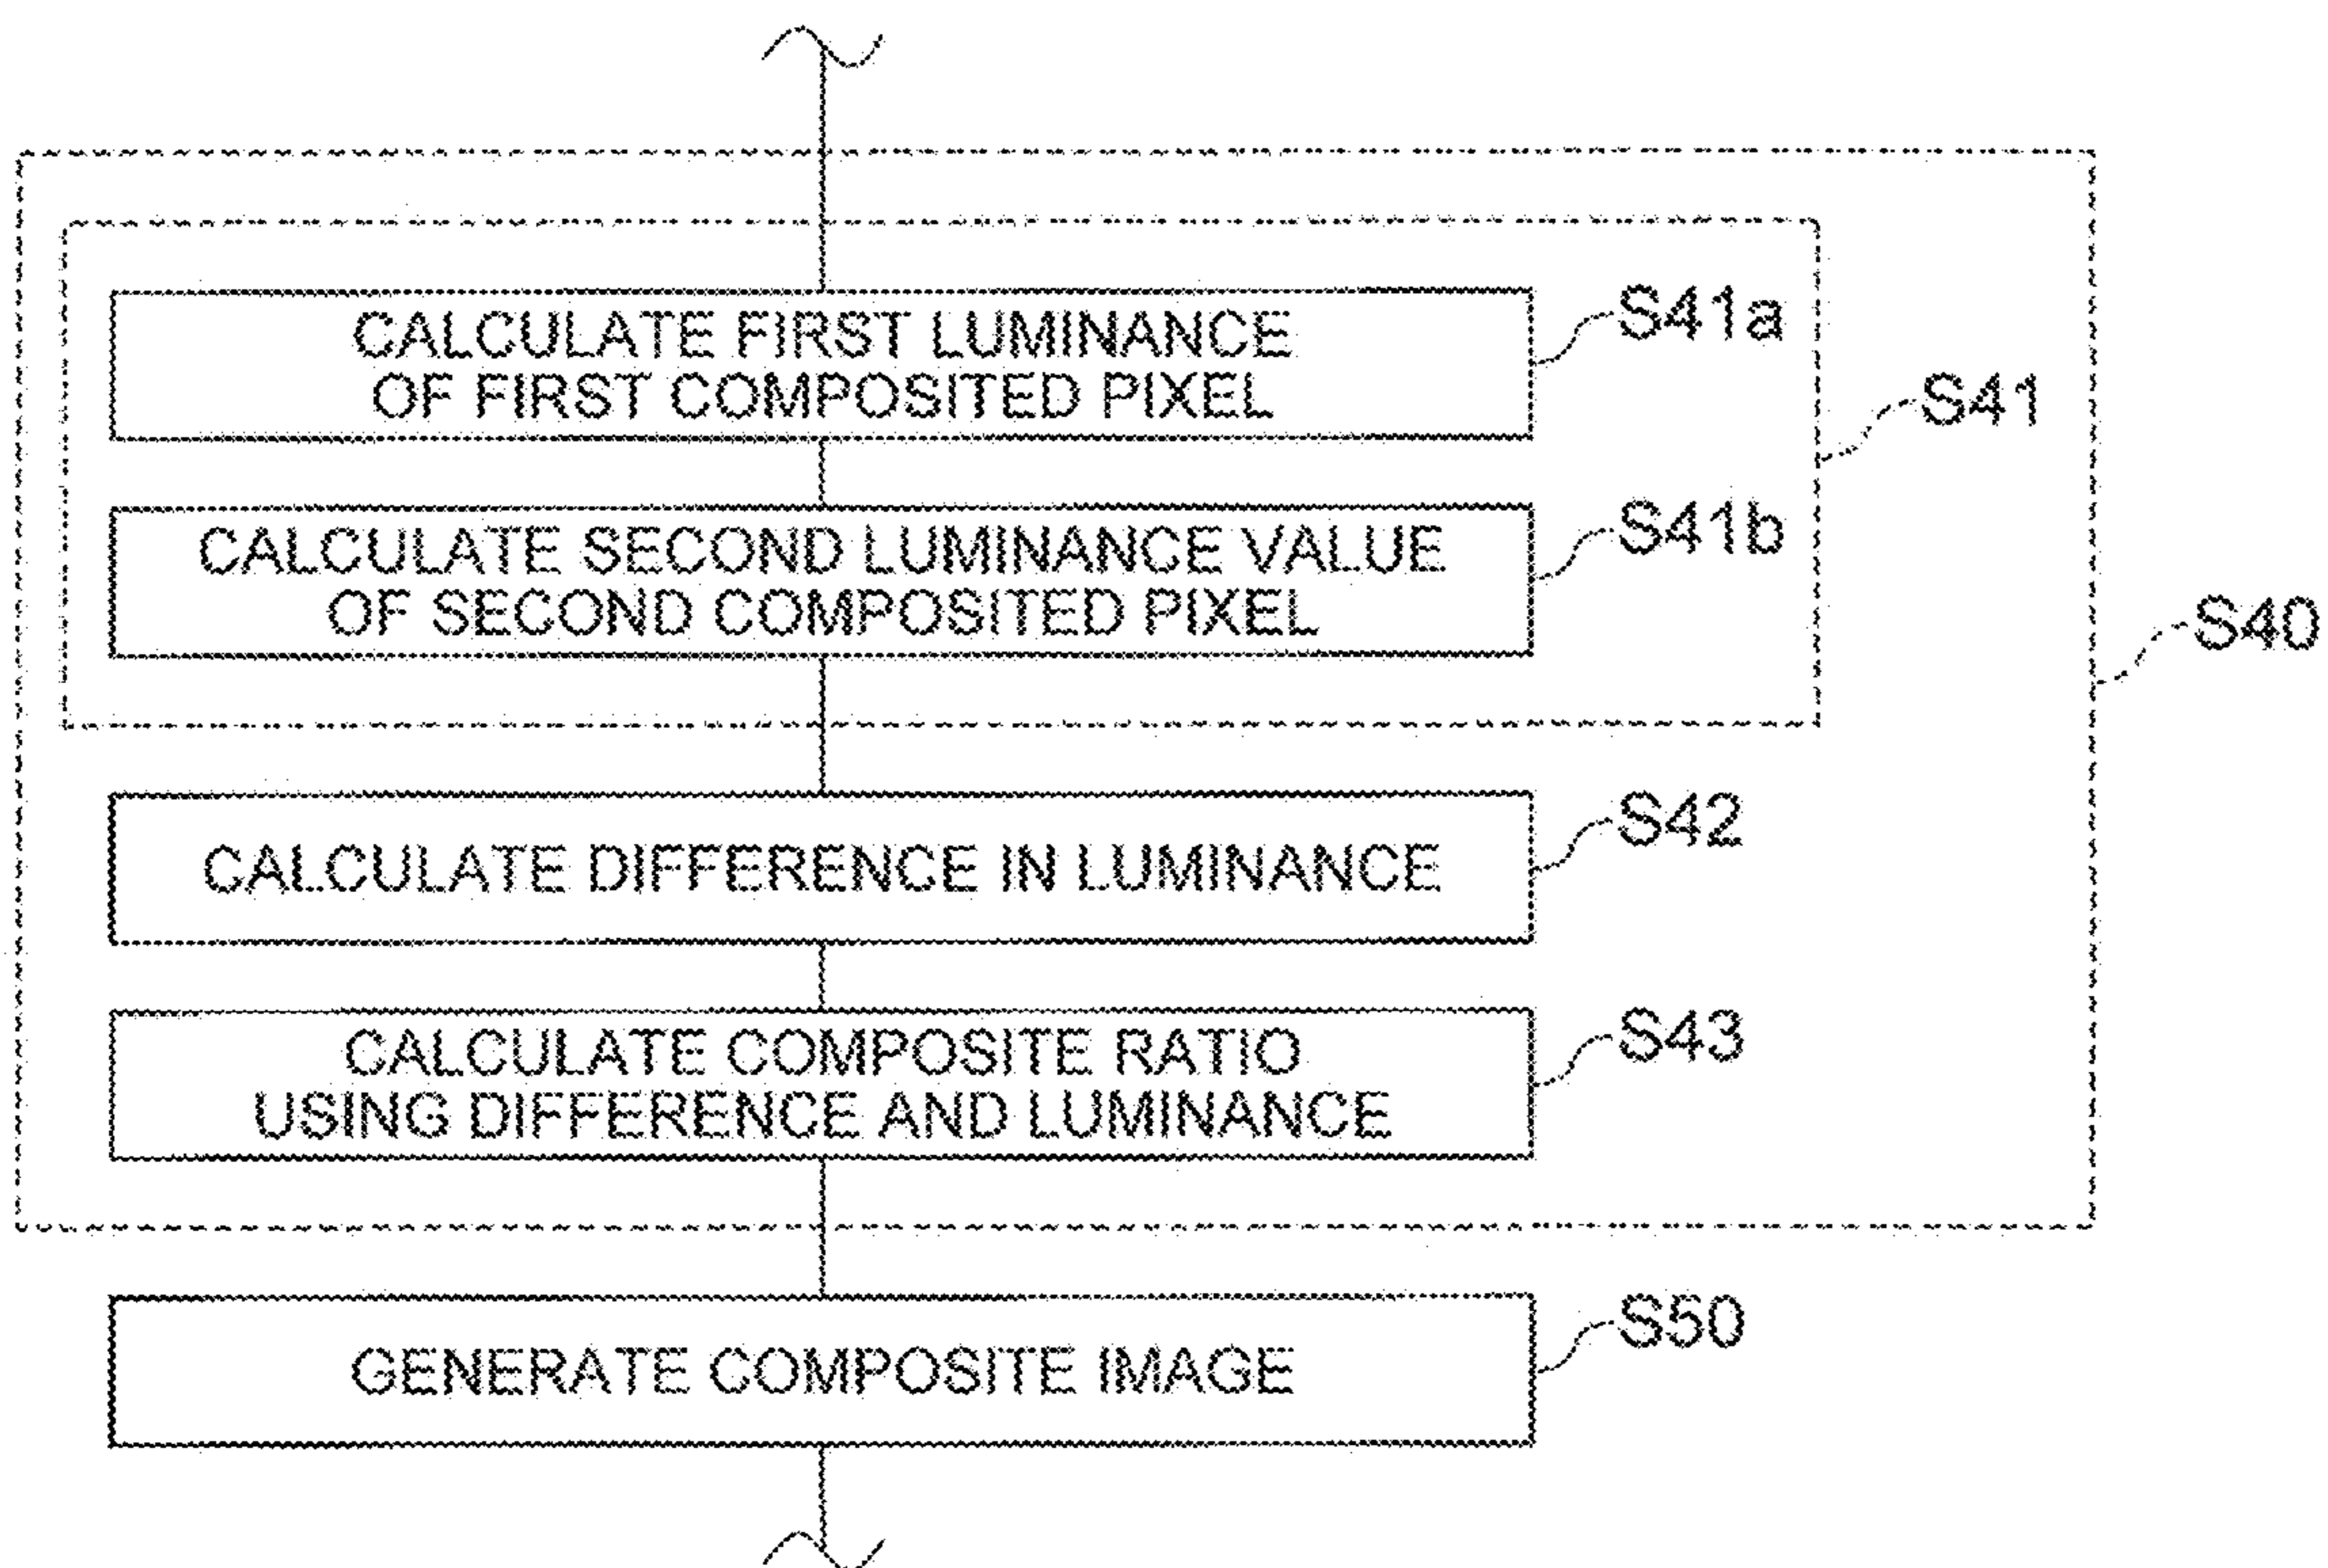 CALCULATE FIRST LUMINANCE
OF FIRST COMPOSITED PIXEL
S41a
S41
CALCULATE SECOND LUMINANCE VALUE
OF SECOND COMPOSITED PIXEL
S41b
S40
CALCULATE DIFFERENCE IN LUMINANCE
S42
CALCULATE COMPOSITE RATIO
USING DIFFERENCE AND LUMINANCE
S43
GENERATE COMPOSITE IMAGE
S50